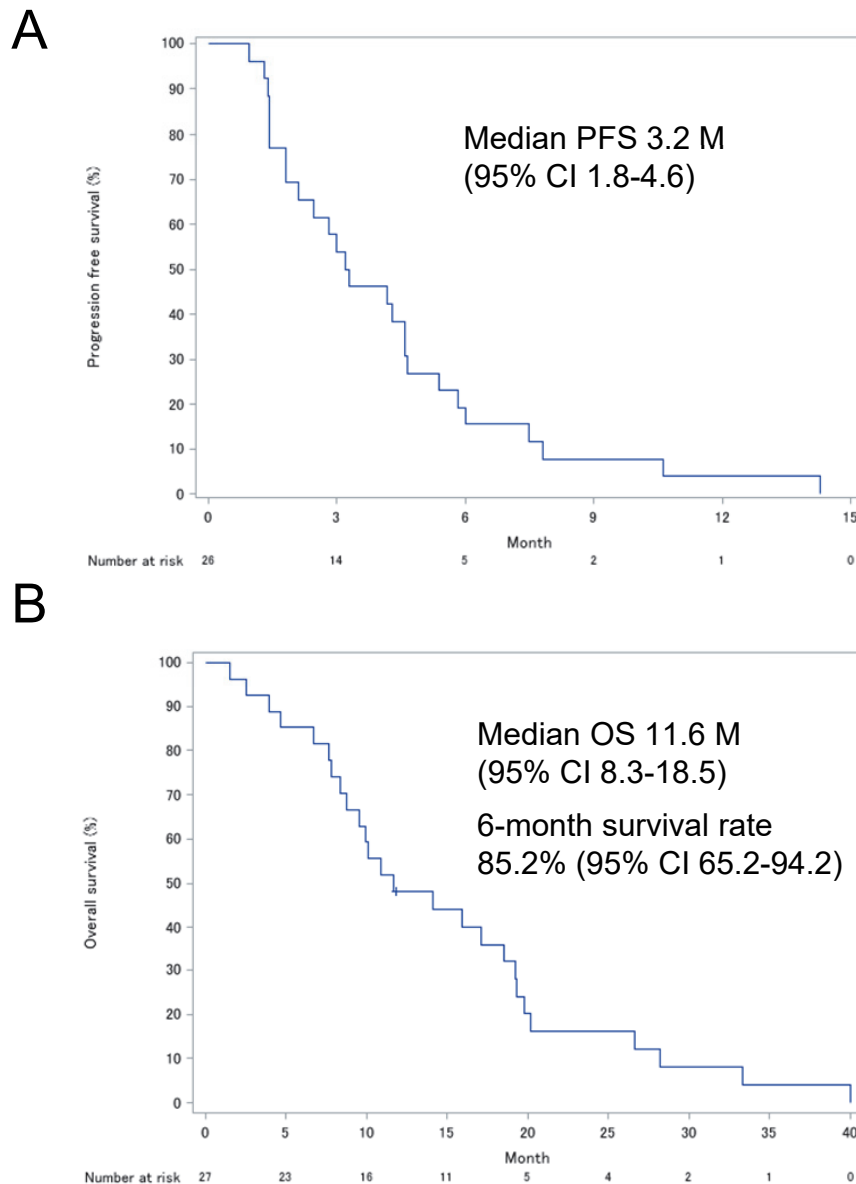 A
Progression free survival (%)
100
90
80
70
60
50
40
30
20
10
0
Median PFS 3.2 M
(95% CI 1.8-4.6)
0 3 6 9 12 15
Month
Number at risk 26 14 5 2 1 0
B
Overall survival (%)
100
90
80
70
60
50
40
30
20
10
0
Median OS 11.6 M
(95% CI 8.3-18.5)
6-month survival rate
85.2% (95% CI 65.2-94.2)
0 5 10 15 20 25 30 35 40
Month
Number at risk 27 23 16 11 5 4 2 1 0